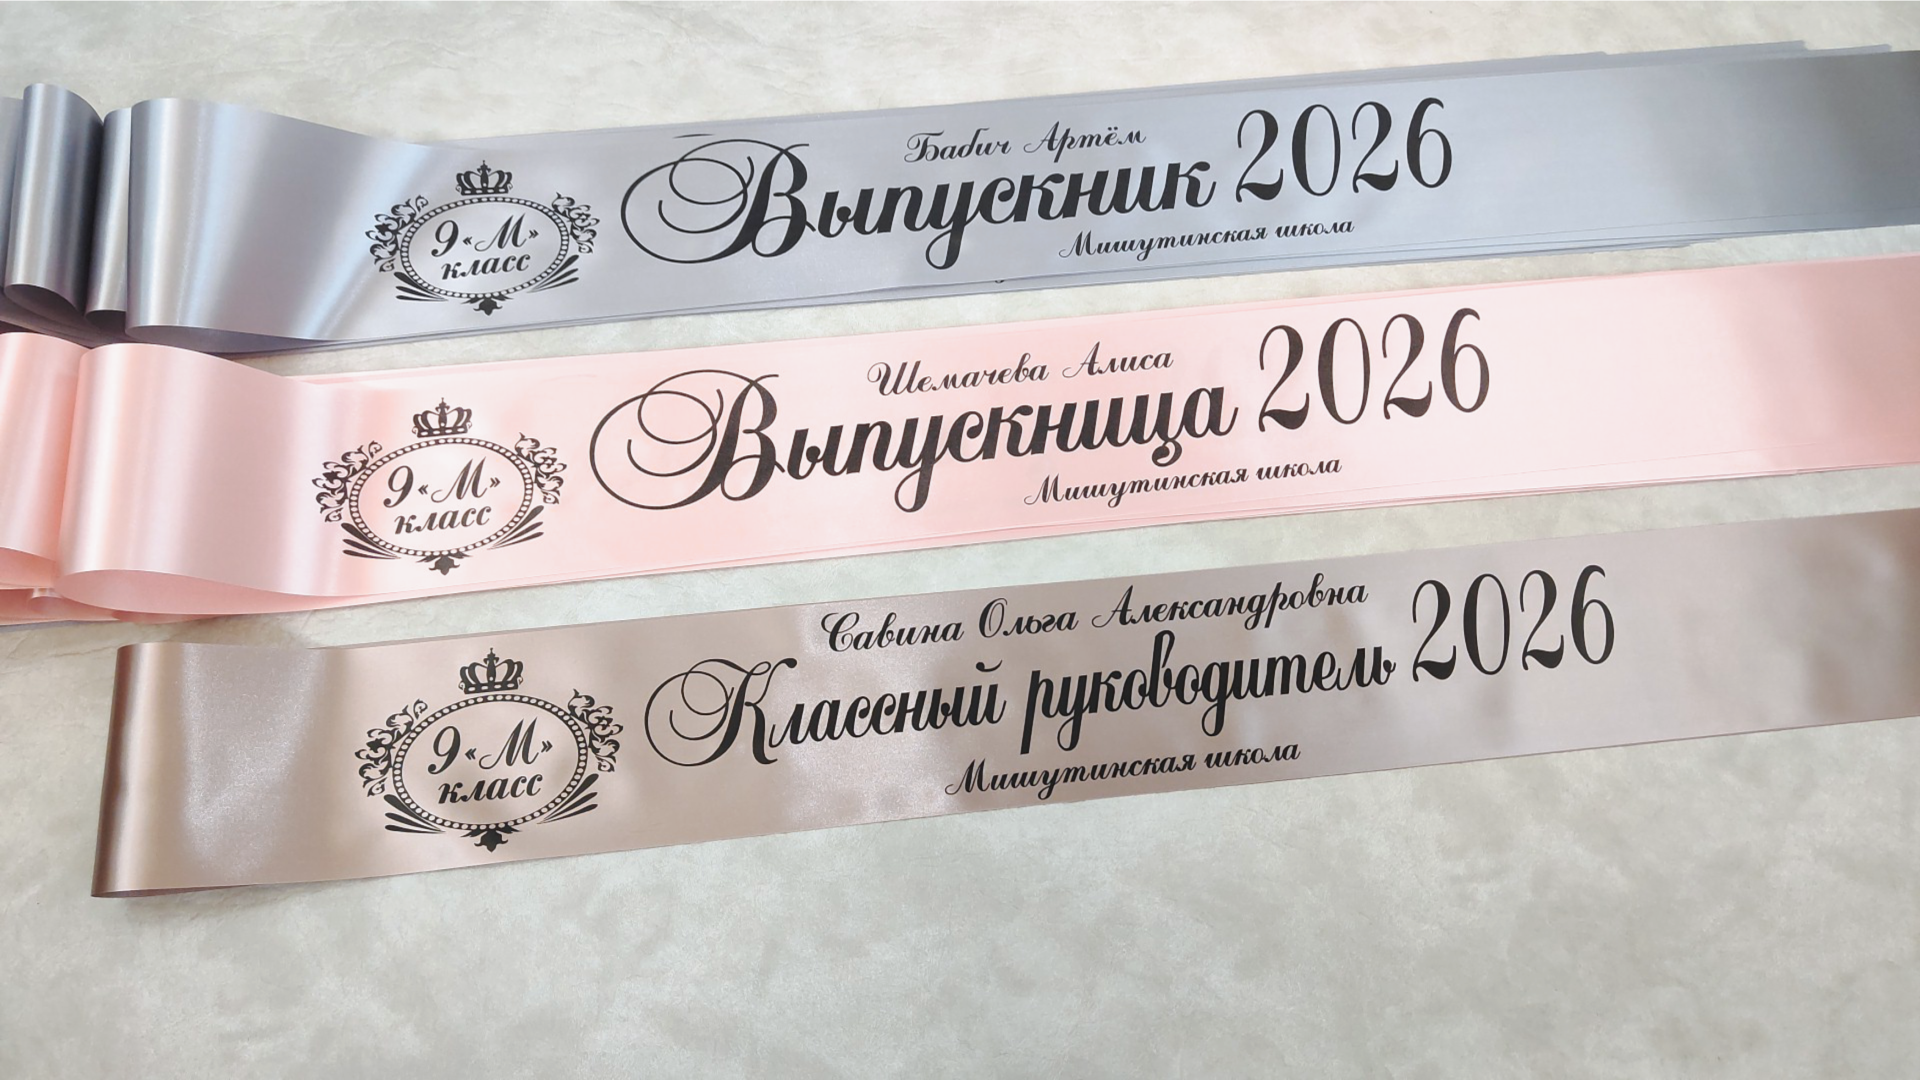 9 «М»
класс
Бабич Артём
Выпускник 2026
Мишутинская школа
9 «М»
класс
Шемачева Алиса
Выпускница 2026
Мишутинская школа
9 «М»
класс
Савина Ольга Александровна
Классный руководитель 2026
Мишутинская школа